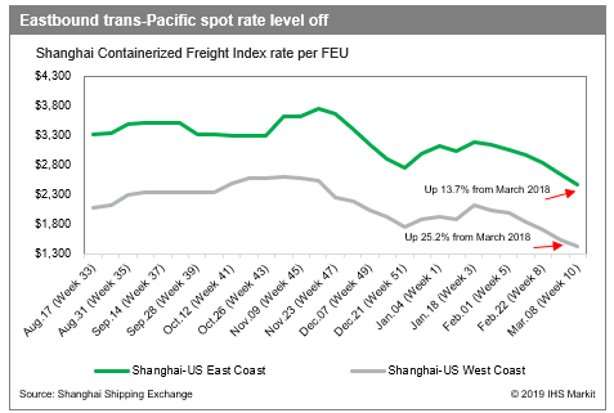 Eastbound trans-Pacific spot rate level off
Shanghai Containerized Freight Index rate per FEU
$4,300
$3,800
$3,300
$2,800
$2,300
$1,800
$1,300
Up 13.7% from March 2018
Up 25.2% from March 2018
Aug.17 (Week 33)
Aug.31 (Week 35)
Sep.14 (Week 37)
Sep.28 (Week 39)
Oct.12 (Week 41)
Oct.26 (Week 43)
Nov.09 (Week 45)
Nov.23 (Week 47)
Dec.07 (Week 49)
Dec.21 (Week 51)
Jan.04 (Week 1)
Jan.18 (Week 3)
Feb.01 (Week 5)
Feb.22 (Week 8)
Mar.08 (Week 10)
Shanghai-US East Coast
Shanghai-US West Coast
Source: Shanghai Shipping Exchange
© 2019 IHS Markit